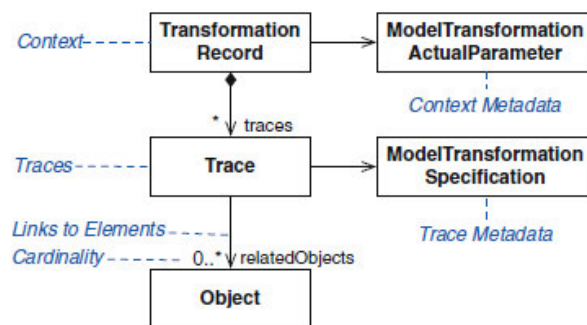 Context
Transformation
Record
ModelTransformation
ActualParameter
Context Metadata
* traces
Traces
Trace
ModelTransformation
Specification
Links to Elements
Trace Metadata
Cardinality
0..* relatedObjects
Object